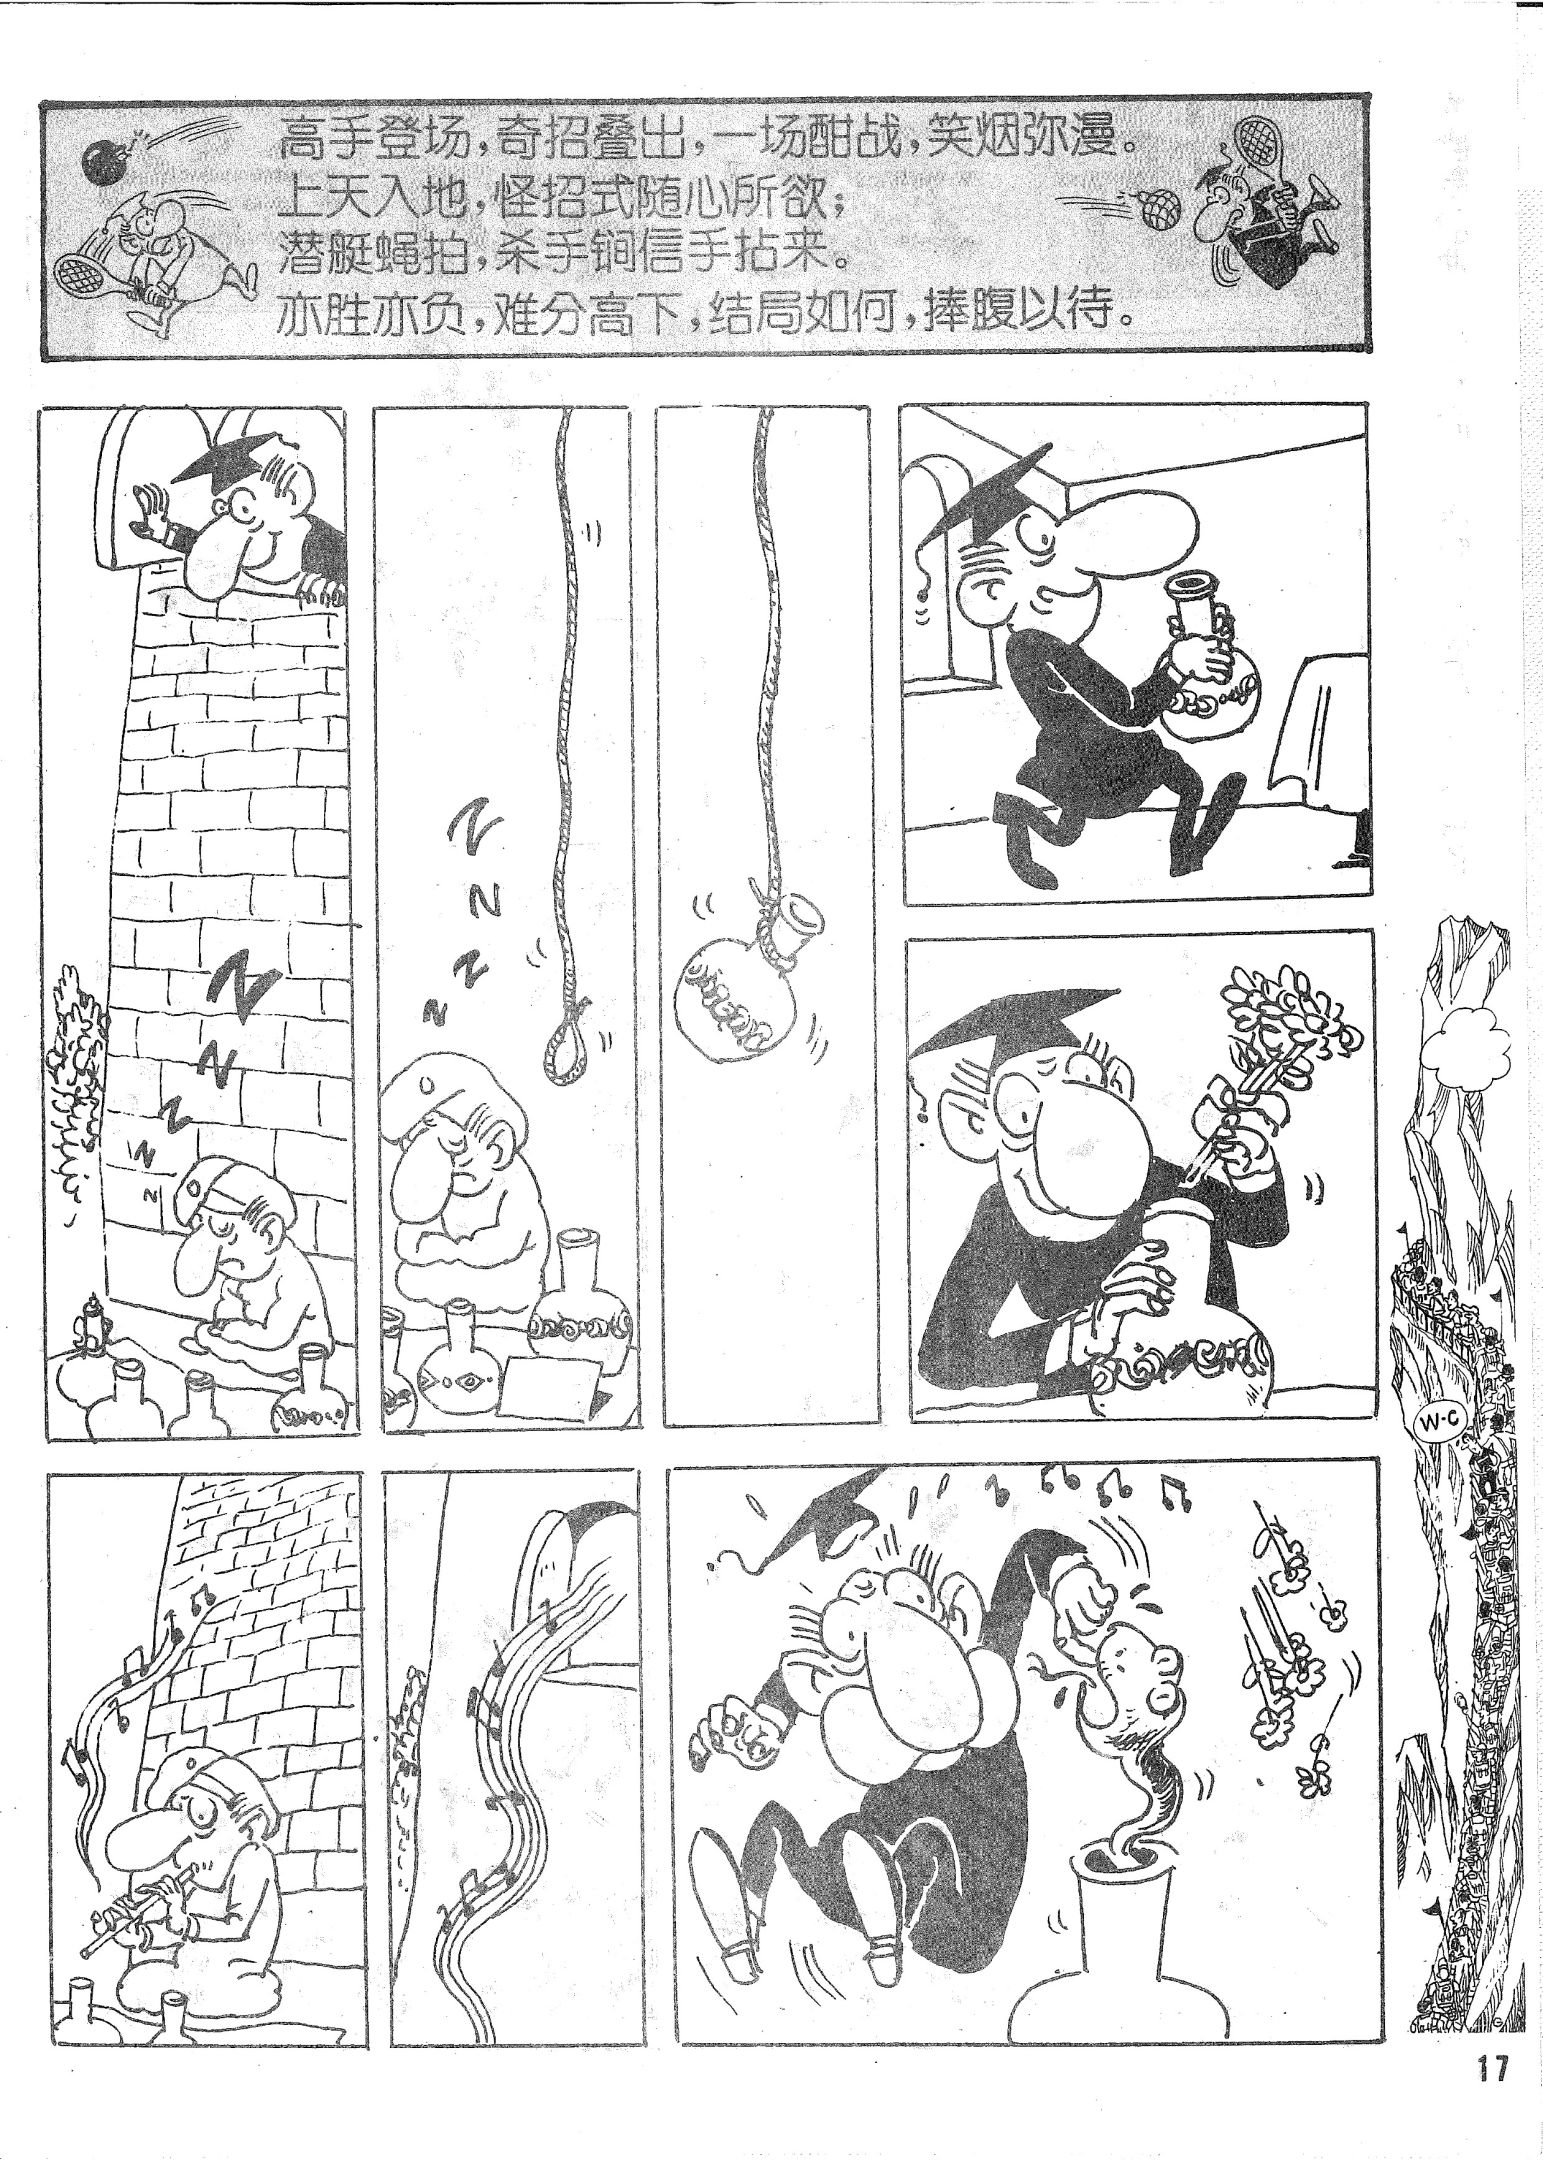 高手登场,奇招叠出,一场酣战,笑烟弥漫。
上天入地,怪招式随心所欲;
潜艇蝇拍,杀手锏信手拈来。
亦胜亦负,难分高下,结局如何,捧腹以待。
Z
Z
Z
Z
Z
Z
Z
Z
Z
W·C
17